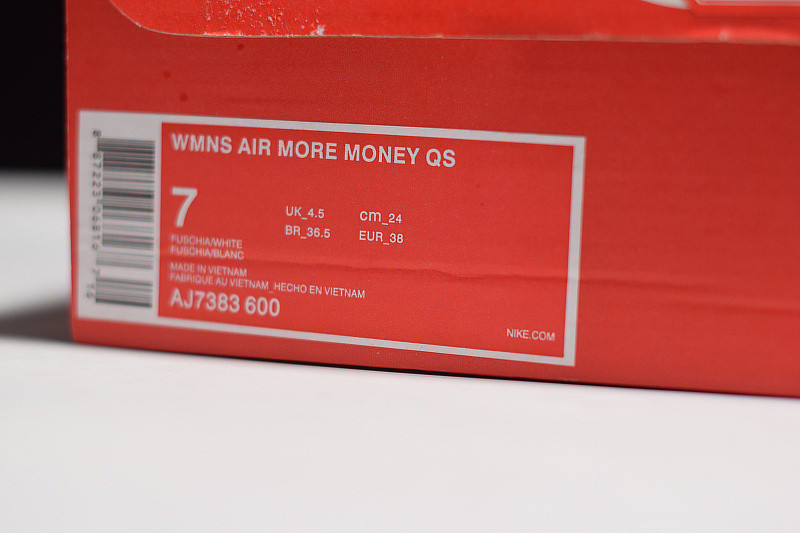 WMNS AIR MORE MONEY QS
7
UK_4.5 cm_24
BR_36.5 EUR_38
FUSCHIA/WHITE
FUSCHIA/BLANC
MADE IN VIETNAM
FABRIQUE AU VIETNAM_HECHO EN VIETNAM
AJ7383 600
NIKE.COM